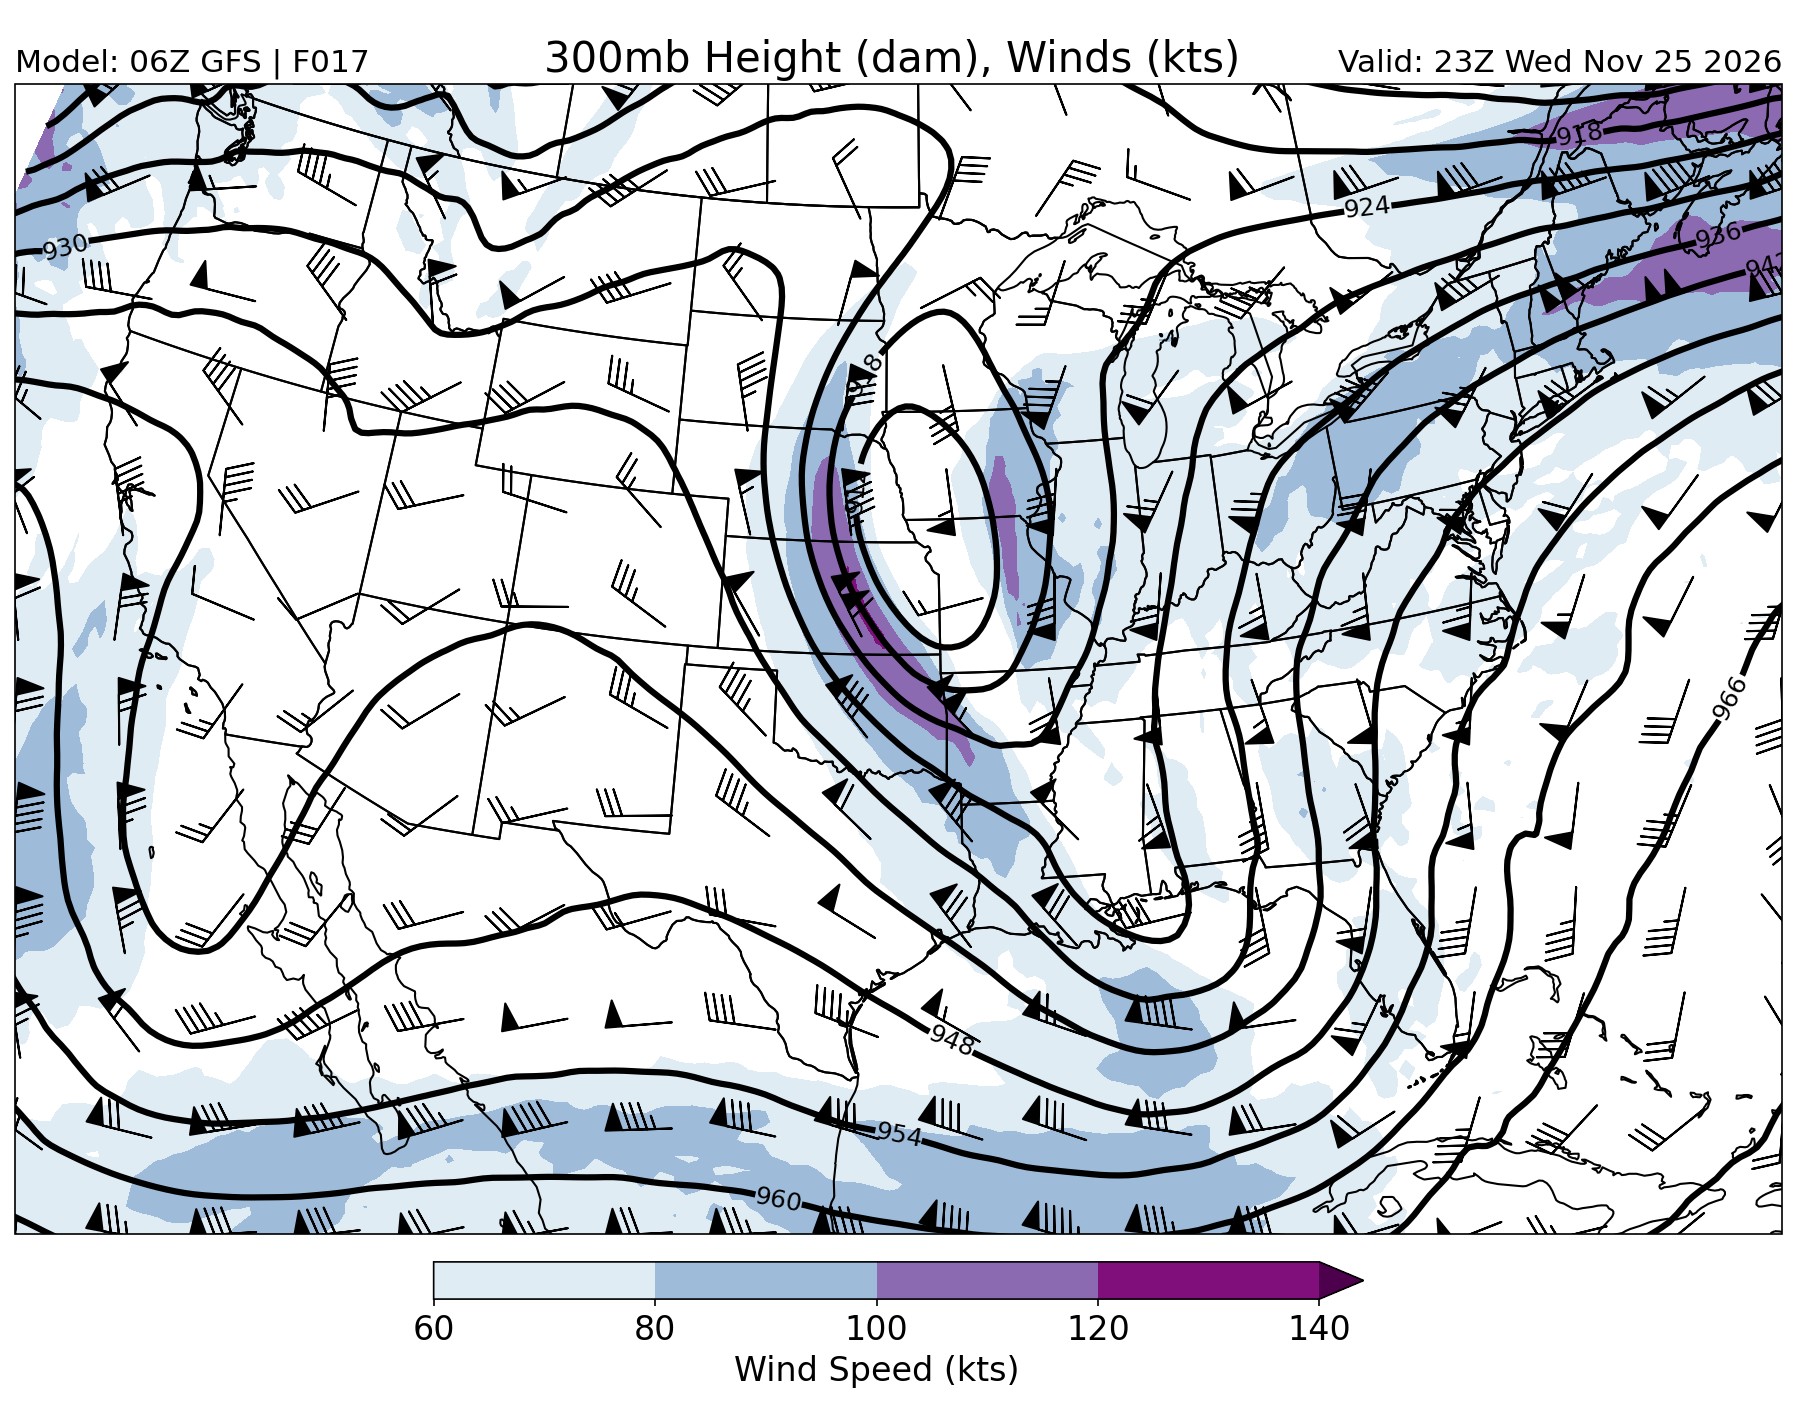 Model: 06Z GFS | F017
300mb Height (dam), Winds (kts)
Valid: 23Z Wed Nov 25 2026
918
924
930
936
966
948
954
960
60 80 100 120 140
Wind Speed (kts)